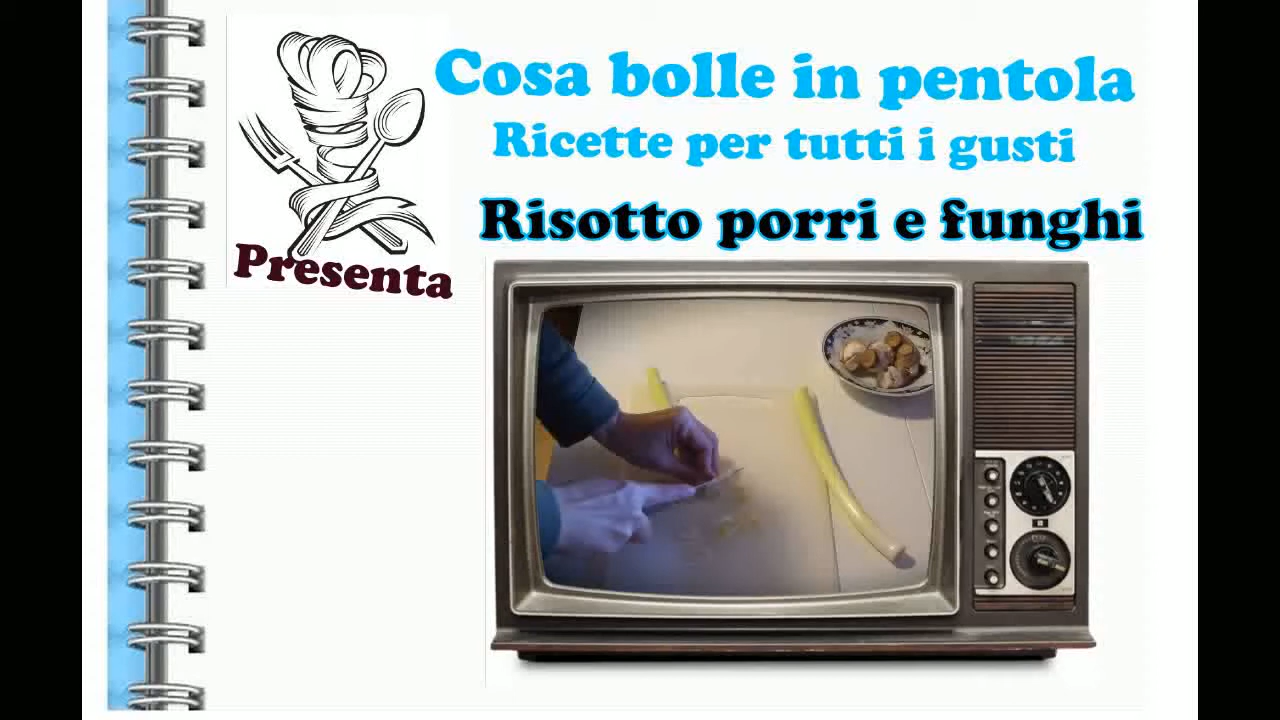 Cosa bolle in pentola
Ricette per tutti i gusti
Risotto porri e funghi
Presenta